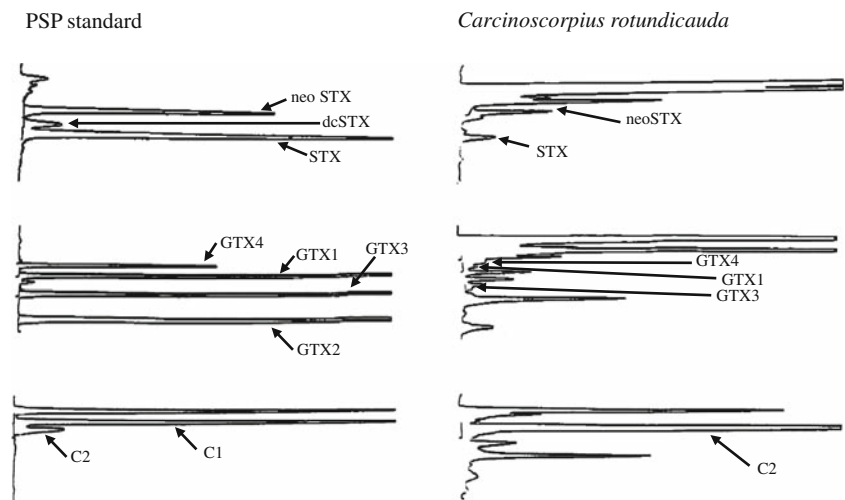 PSP standard
Carcinoscorpius rotundicauda
neo STX
dcSTX
STX
neoSTX
STX
GTX4
GTX1
GTX3
GTX2
GTX4
GTX1
GTX3
C2
C1
C2